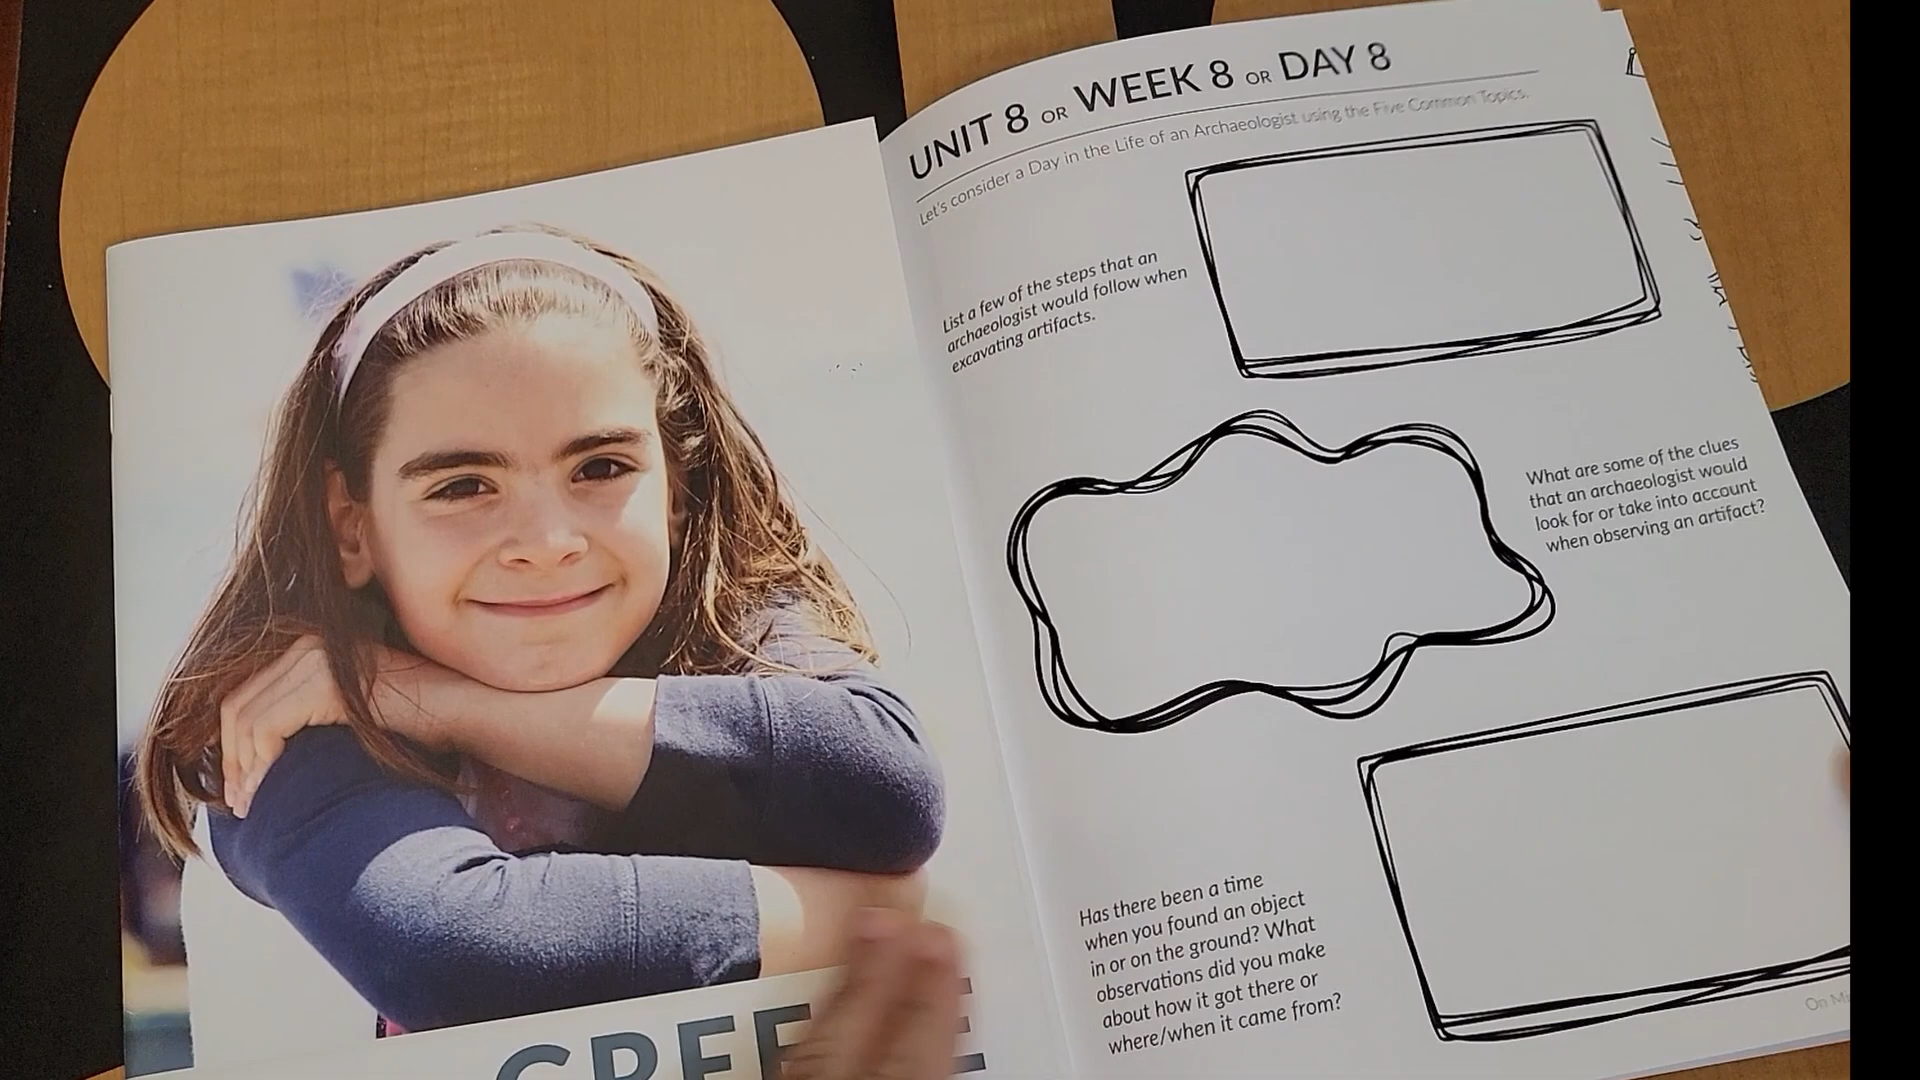 UNIT 8 OR WEEK 8 OR DAY 8
Let's consider a Day in the Life of an Archaeologist using the Five Common Topics.
List a few of the steps that an
archaeologist would follow when
excavating artifacts.
What are some of the clues
that an archaeologist would
look for or take into account
when observing an artifact?
Has there been a time
when you found an object
in or on the ground? What
observations did you make
about how it got there or
where/when it came from?
On